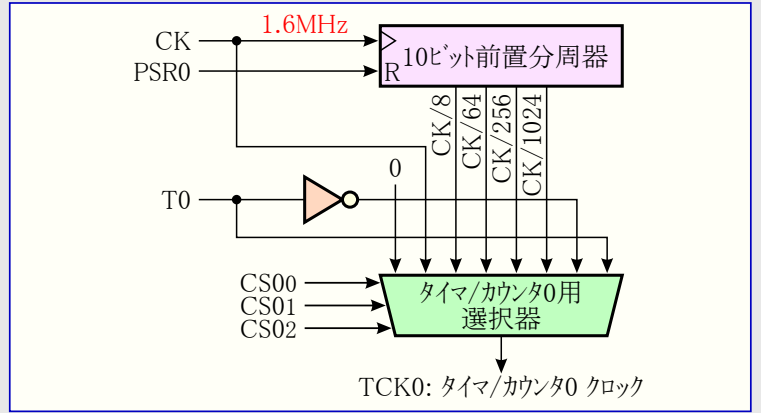 CK
1.6MHz
10ビット前置分周器
PSR0
R
CK/8
CK/64
CK/256
CK/1024
0
T0
CS00
CS01
CS02
タイマ/カウンタ0用
選択器
TCK0: タイマ/カウンタ0 クロック